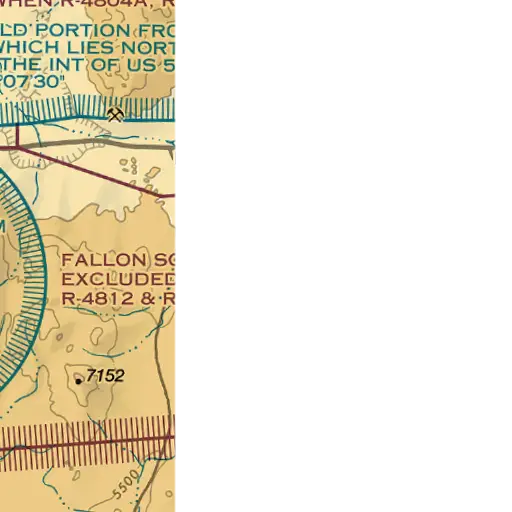 WHEN R-4804A, R
LD PORTION FRO
WHICH LIES NORT
THE INT OF US 5
°07'30"
M
FALLON SO
EXCLUDED
R-4812 & R
7152
5500